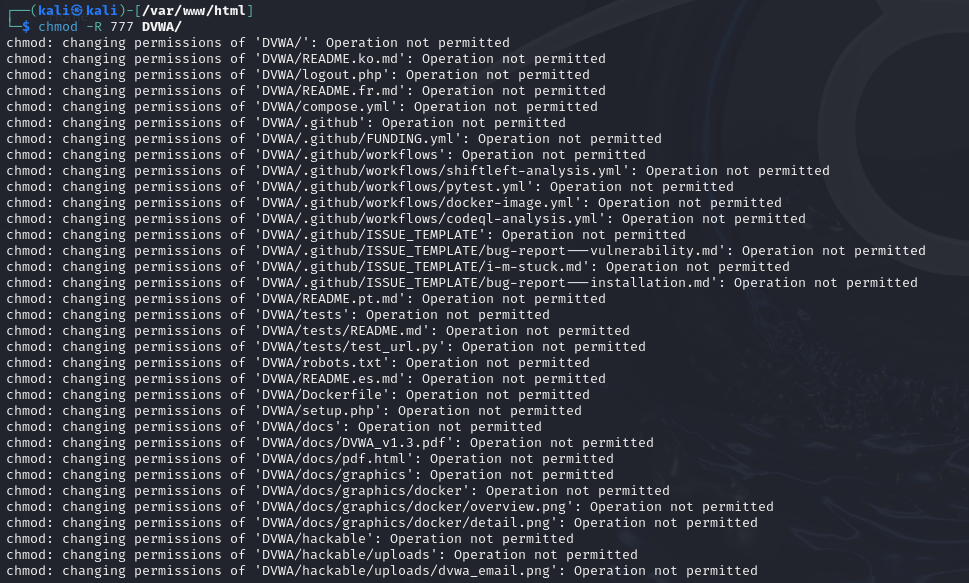 ┌──(kali㉿kali)-[/var/www/html]
└─$ chmod -R 777 DVWA/
chmod: changing permissions of 'DVWA/': Operation not permitted
chmod: changing permissions of 'DVWA/README.ko.md': Operation not permitted
chmod: changing permissions of 'DVWA/logout.php': Operation not permitted
chmod: changing permissions of 'DVWA/README.fr.md': Operation not permitted
chmod: changing permissions of 'DVWA/compose.yml': Operation not permitted
chmod: changing permissions of 'DVWA/.github': Operation not permitted
chmod: changing permissions of 'DVWA/.github/FUNDING.yml': Operation not permitted
chmod: changing permissions of 'DVWA/.github/workflows': Operation not permitted
chmod: changing permissions of 'DVWA/.github/workflows/shiftleft-analysis.yml': Operation not permitted
chmod: changing permissions of 'DVWA/.github/workflows/pytest.yml': Operation not permitted
chmod: changing permissions of 'DVWA/.github/workflows/docker-image.yml': Operation not permitted
chmod: changing permissions of 'DVWA/.github/workflows/codeql-analysis.yml': Operation not permitted
chmod: changing permissions of 'DVWA/.github/ISSUE_TEMPLATE': Operation not permitted
chmod: changing permissions of 'DVWA/.github/ISSUE_TEMPLATE/bug-report---vulnerability.md': Operation not permitted
chmod: changing permissions of 'DVWA/.github/ISSUE_TEMPLATE/i-m-stuck.md': Operation not permitted
chmod: changing permissions of 'DVWA/.github/ISSUE_TEMPLATE/bug-report---installation.md': Operation not permitted
chmod: changing permissions of 'DVWA/README.pt.md': Operation not permitted
chmod: changing permissions of 'DVWA/tests': Operation not permitted
chmod: changing permissions of 'DVWA/tests/README.md': Operation not permitted
chmod: changing permissions of 'DVWA/tests/test_url.py': Operation not permitted
chmod: changing permissions of 'DVWA/robots.txt': Operation not permitted
chmod: changing permissions of 'DVWA/README.es.md': Operation not permitted
chmod: changing permissions of 'DVWA/Dockerfile': Operation not permitted
chmod: changing permissions of 'DVWA/setup.php': Operation not permitted
chmod: changing permissions of 'DVWA/docs': Operation not permitted
chmod: changing permissions of 'DVWA/docs/DVWA_v1.3.pdf': Operation not permitted
chmod: changing permissions of 'DVWA/docs/pdf.html': Operation not permitted
chmod: changing permissions of 'DVWA/docs/graphics': Operation not permitted
chmod: changing permissions of 'DVWA/docs/graphics/docker': Operation not permitted
chmod: changing permissions of 'DVWA/docs/graphics/docker/overview.png': Operation not permitted
chmod: changing permissions of 'DVWA/docs/graphics/docker/detail.png': Operation not permitted
chmod: changing permissions of 'DVWA/hackable': Operation not permitted
chmod: changing permissions of 'DVWA/hackable/uploads': Operation not permitted
chmod: changing permissions of 'DVWA/hackable/uploads/dvwa_email.png': Operation not permitted